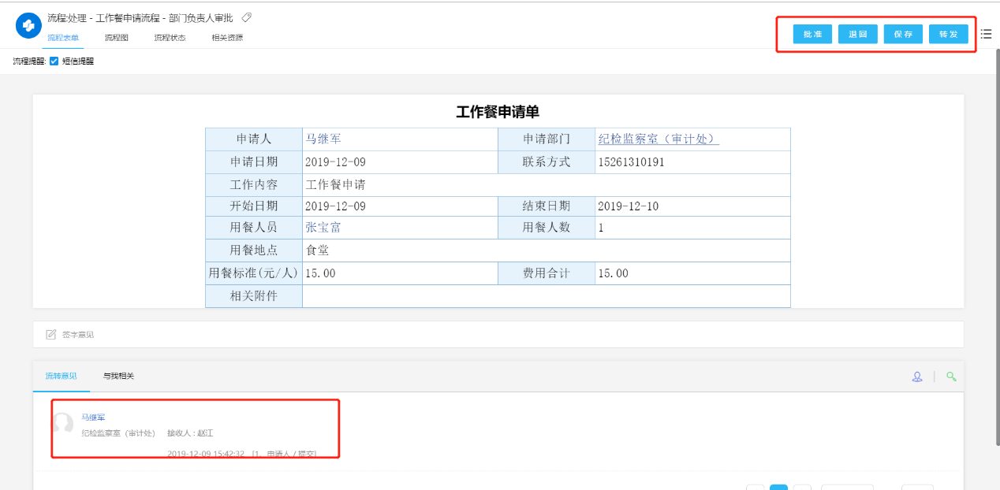 流程:处理 - 工作餐申请流程 - 部门负责人审批
流程表单 流程图 流程状态 相关资源
批准 退回 保存 转发
流程提醒: 短信提醒
工作餐申请单
申请人 马继军 申请部门 纪检监察室（审计处）
申请日期 2019-12-09 联系方式 15261310191
工作内容 工作餐申请
开始日期 2019-12-09 结束日期 2019-12-10
用餐人员 张宝富 用餐人数 1
用餐地点 食堂
用餐标准(元/人) 15.00 费用合计 15.00
相关附件
签字意见
流转意见 与我相关
马继军
纪检监察室（审计处） 接收人 : 赵江
2019-12-09 15:42:32 [1、申请人 / 提交]